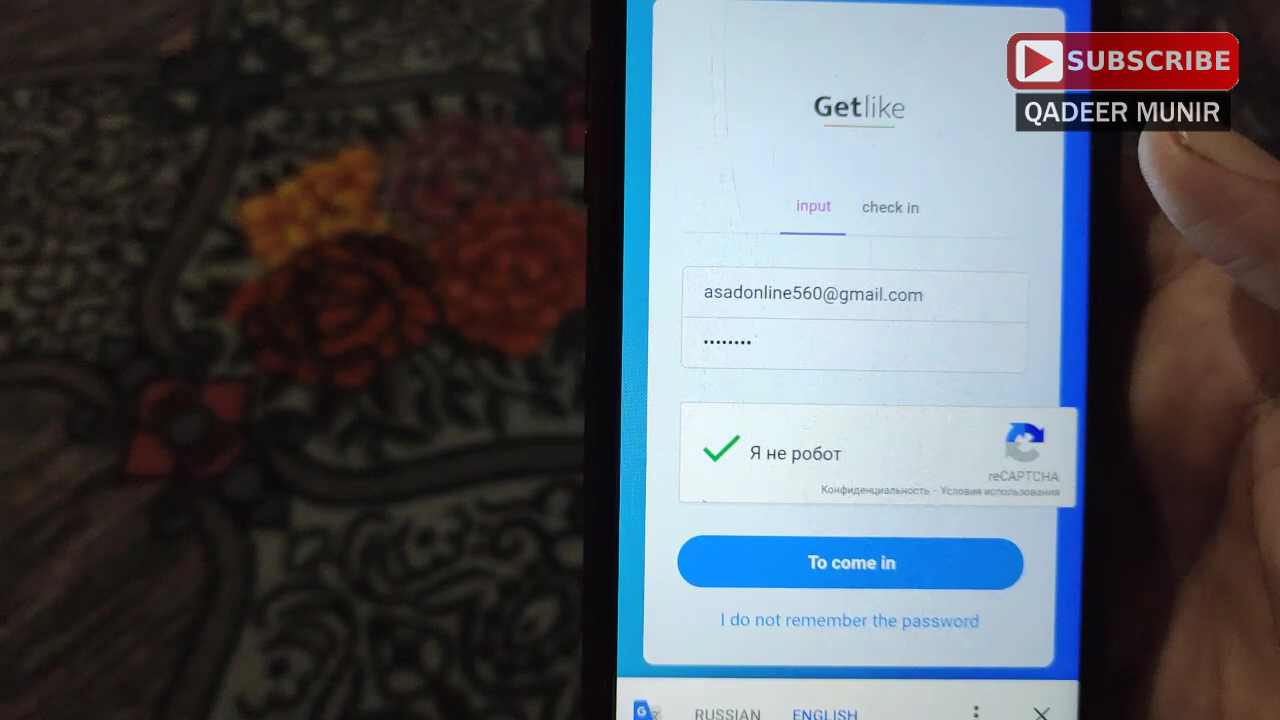 SUBSCRIBE
QADEER MUNIR
Getlike
input check in
asadonline560@gmail.com
••••••••
Я не робот
reCAPTCHA
Конфиденциальность - Условия использования
To come in
I do not remember the password
RUSSIAN ENGLISH